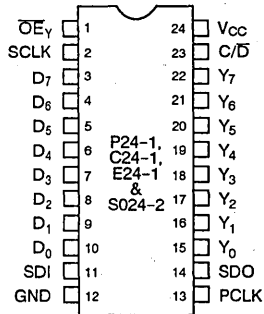 OEY 1 24 VCC
SCLK 2 23 C/D
D7 3 22 Y7
D6 4 21 Y6
D5 5 20 Y5
D4 6 19 Y4
D3 7 18 Y3
D2 8 17 Y2
D1 9 16 Y1
D0 10 15 Y0
SDI 11 14 SDO
GND 12 13 PCLK
P24-1,
C24-1,
E24-1
&
S024-2